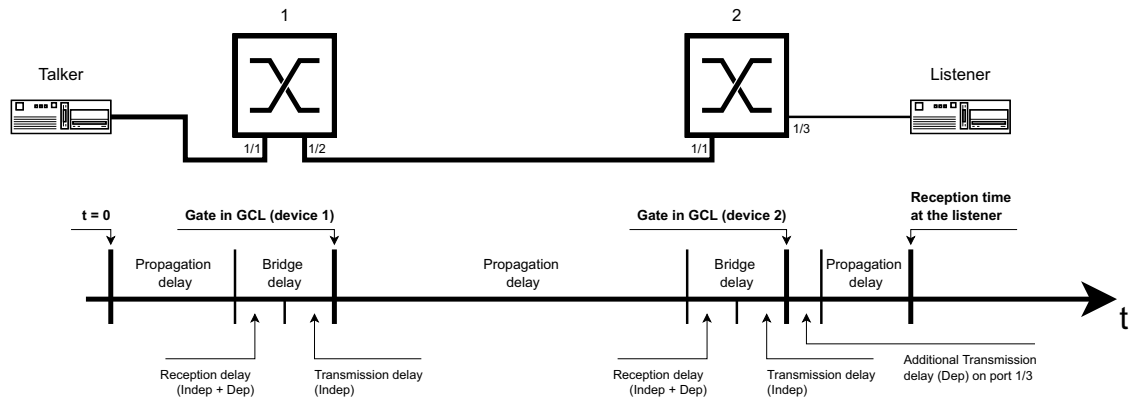 1
2
Talker
Listener
1/1
1/2
1/1
1/3
t = 0
Gate in GCL (device 1)
Gate in GCL (device 2)
Reception time
at the listener
Propagation
delay
Bridge
delay
Propagation
delay
Bridge
delay
Propagation
delay
t
Reception delay
(Indep + Dep)
Transmission delay
(Indep)
Reception delay
(Indep + Dep)
Transmission delay
(Indep)
Additional Transmission
delay (Dep) on port 1/3